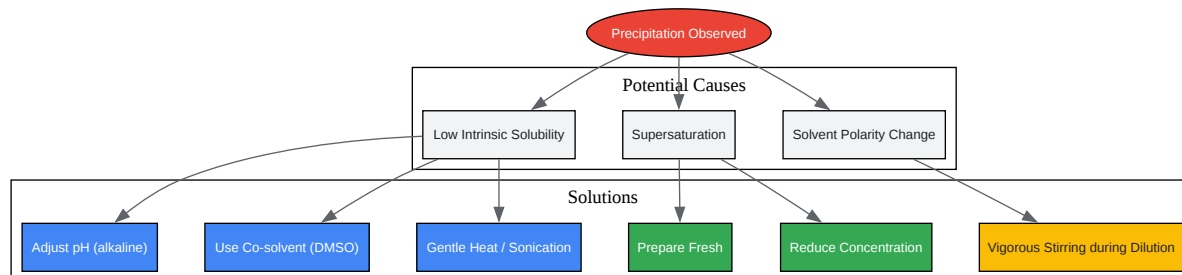 Precipitation Observed
Potential Causes
Low Intrinsic Solubility
Supersaturation
Solvent Polarity Change
Solutions
Adjust pH (alkaline)
Use Co-solvent (DMSO)
Gentle Heat / Sonication
Prepare Fresh
Reduce Concentration
Vigorous Stirring during Dilution